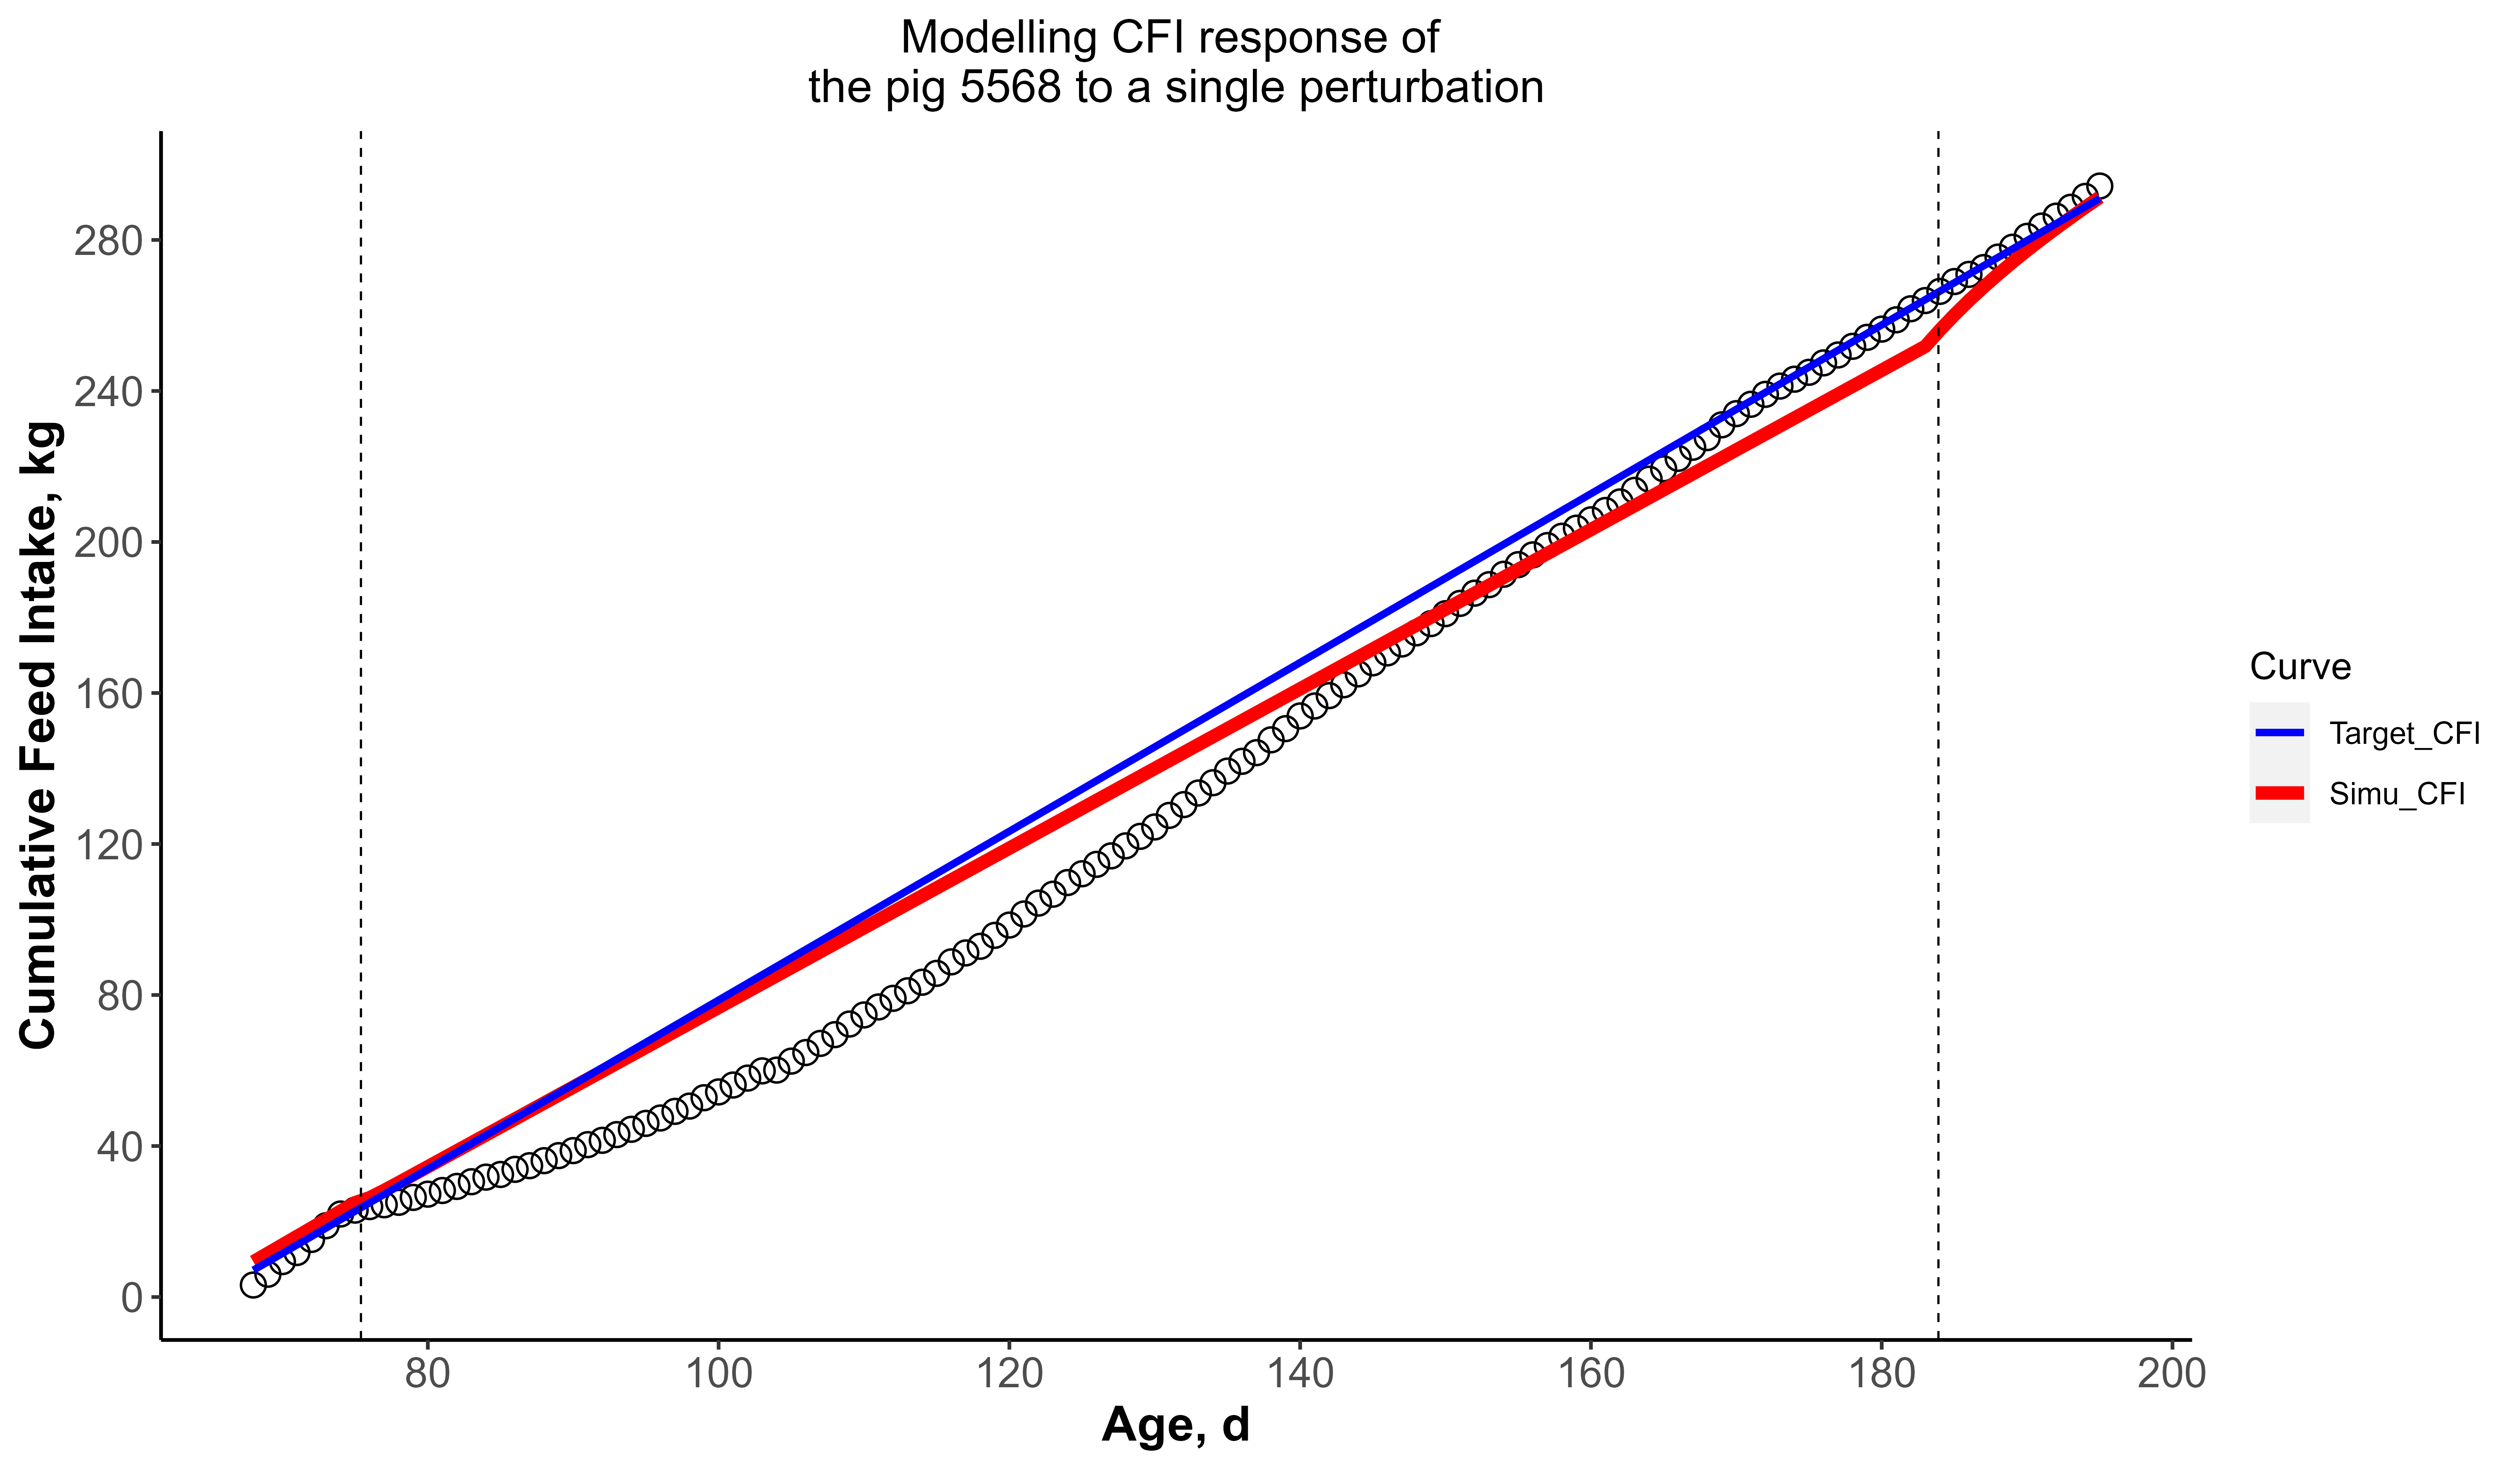 Modelling CFI response of
the pig 5568 to a single perturbation
Cumulative Feed Intake, kg
280
240
200
160
120
80
40
0
80 100 120 140 160 180 200
Age, d
Curve
Target_CFI
Simu_CFI